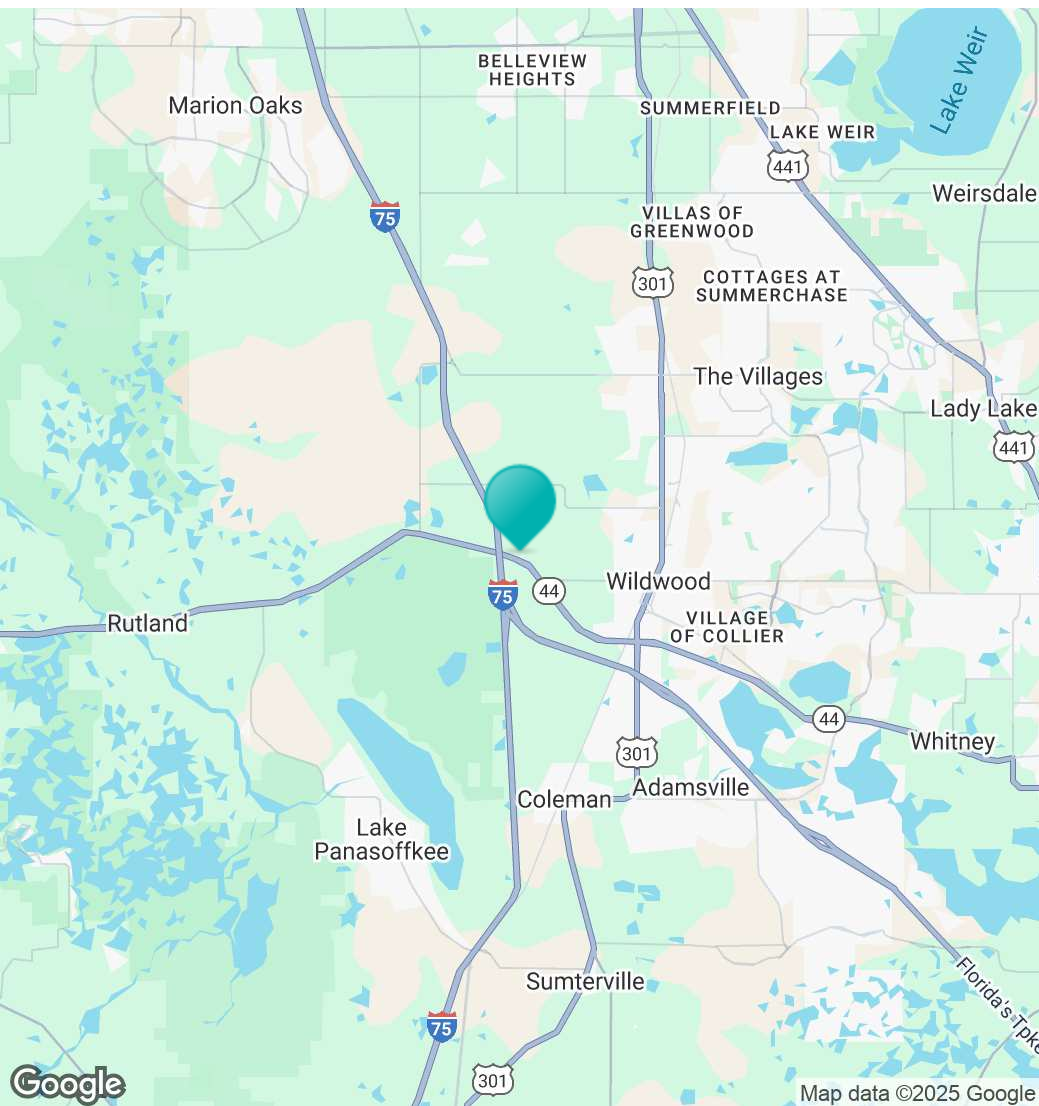 BELLEVIEW
HEIGHTS
Marion Oaks
SUMMERFIELD
LAKE WEIR
Lake Weir
441
Weirsdale
75
VILLAS OF
GREENWOOD
301
COTTAGES AT
SUMMERCHASE
The Villages
Lady Lake
441
75
44
Wildwood
Rutland
VILLAGE
OF COLLIER
44
Whitney
301
Adamsville
Coleman
Lake
Panasoffkee
Sumterville
Florida's Tpke
75
301
Google
Map data ©2025 Google